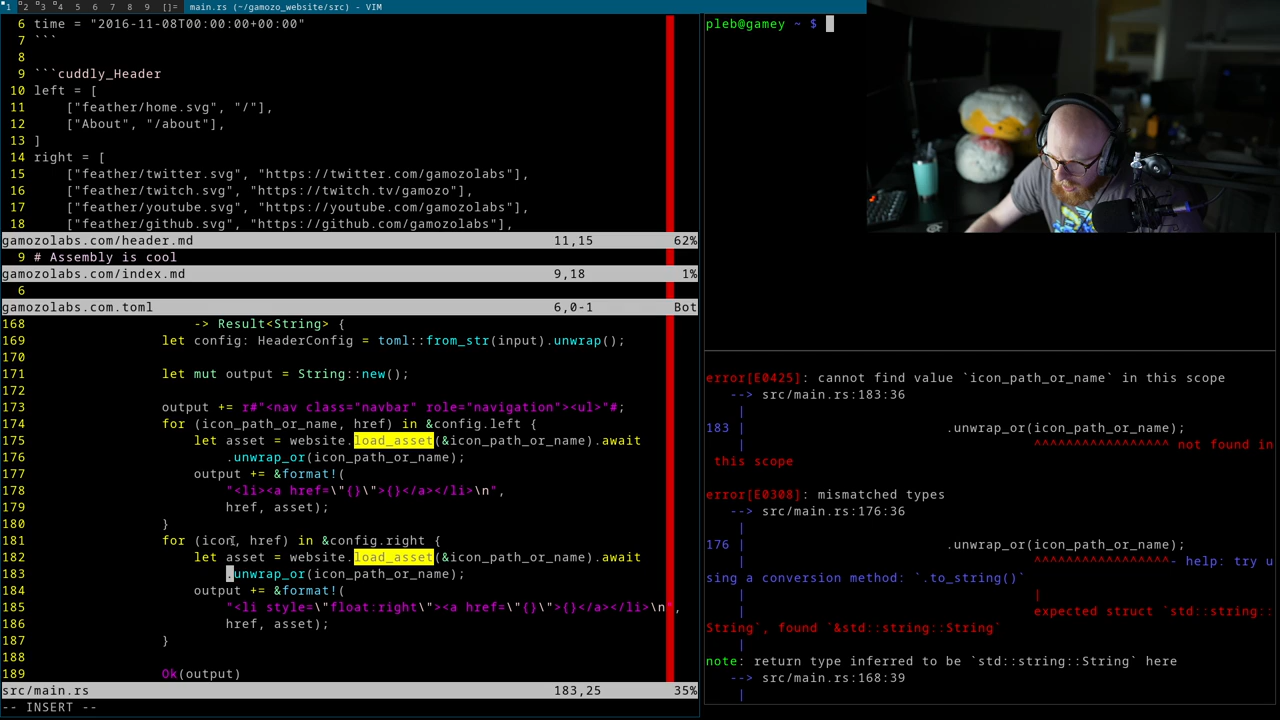 1 2 3 4 5 6 7 8 9 []= main.rs (~/gamozo_website/src) - VIM
6 time = "2016-11-08T00:00:00+00:00"
7 ```
8
9 ```cuddly_Header
10 left = [
11     ["feather/home.svg", "/"],
12     ["About", "/about"],
13 ]
14 right = [
15     ["feather/twitter.svg", "https://twitter.com/gamozolabs"],
16     ["feather/twitch.svg", "https://twitch.tv/gamozo"],
17     ["feather/youtube.svg", "https://youtube.com/gamozolabs"],
18     ["feather/github.svg", "https://github.com/gamozolabs"],
gamozolabs.com/header.md 11,15 62%
9 # Assembly is cool
gamozolabs.com/index.md 9,18 1%
6
gamozolabs.com.toml 6,0-1 Bot
168                     -> Result<String> {
169                 let config: HeaderConfig = toml::from_str(input).unwrap();
170
171                 let mut output = String::new();
172
173                 output += r#"<nav class="navbar" role="navigation"><ul>"#;
174                 for (icon_path_or_name, href) in &config.left {
175                     let asset = website.load_asset(&icon_path_or_name).await
176                         .unwrap_or(icon_path_or_name);
177                     output += &format!(
178                         "<li><a href=\"{}\">{}</a></li>\n",
179                         href, asset);
180                 }
181                 for (icon, href) in &config.right {
182                     let asset = website.load_asset(&icon_path_or_name).await
183                         .unwrap_or(icon_path_or_name);
184                     output += &format!(
185                         "<li style=\"float:right\"><a href=\"{}\">{}</a></li>\n",
186                         href, asset);
187                 }
188
189                 Ok(output)
src/main.rs 183,25 35%
-- INSERT --
pleb@gamey ~ $
error[E0425]: cannot find value `icon_path_or_name` in this scope
   --> src/main.rs:183:36
    |
183 |                         .unwrap_or(icon_path_or_name);
    |                                    ^^^^^^^^^^^^^^^^^ not found in
 this scope
error[E0308]: mismatched types
   --> src/main.rs:176:36
    |
176 |                         .unwrap_or(icon_path_or_name);
    |                                    ^^^^^^^^^^^^^^^^^- help: try u
sing a conversion method: `.to_string()`
    |                                    |
    |                                    expected struct `std::string::
String`, found `&std::string::String`
    |
note: return type inferred to be `std::string::String` here
   --> src/main.rs:168:39
    |